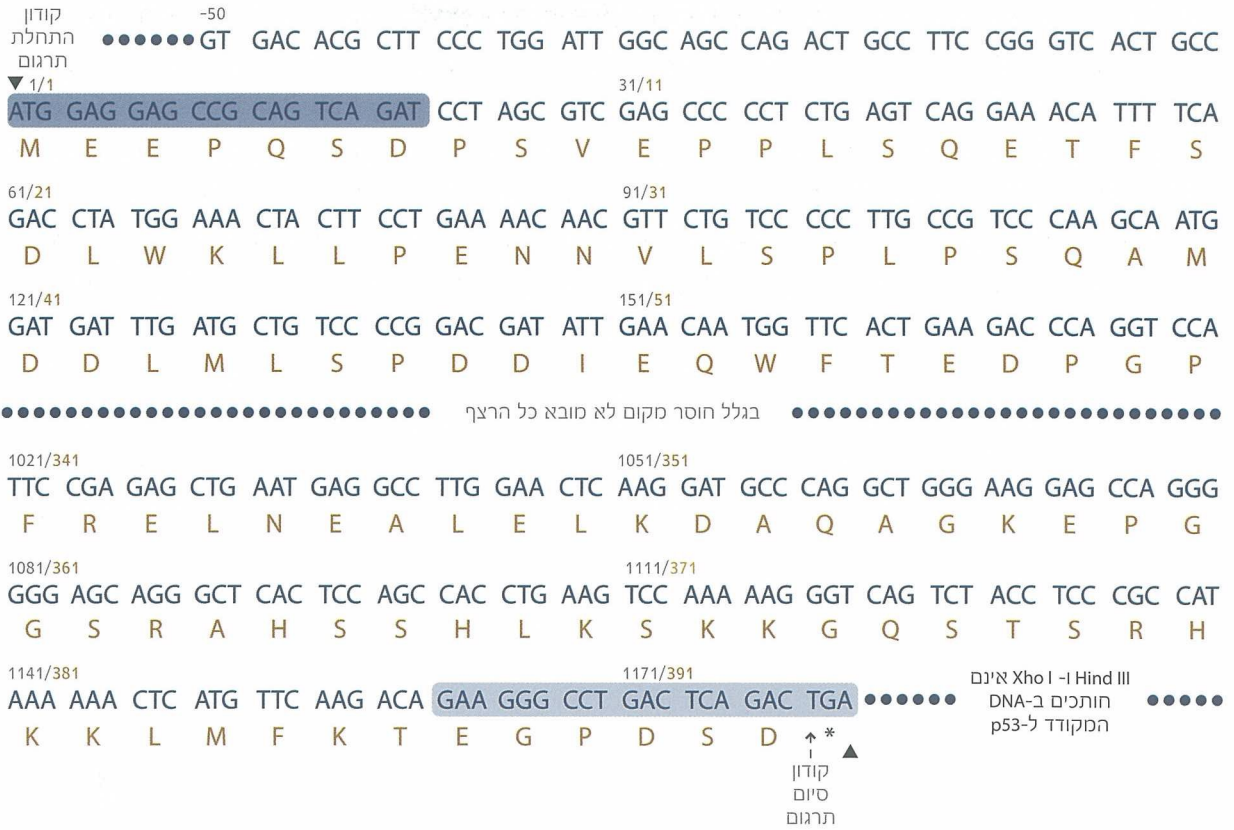 קודון
התחלת
תרגום
-50
GT GAC ACG CTT CCC TGG ATT GGC AGC CAG ACT GCC TTC CGG GTC ACT GCC
1/1 31/11
ATG GAG GAG CCG CAG TCA GAT CCT AGC GTC GAG CCC CCT CTG AGT CAG GAA ACA TTT TCA
M E E P Q S D P S V E P P L S Q E T F S
61/21 91/31
GAC CTA TGG AAA CTA CTT CCT GAA AAC AAC GTT CTG TCC CCC TTG CCG TCC CAA GCA ATG
D L W K L L P E N N V L S P L P S Q A M
121/41 151/51
GAT GAT TTG ATG CTG TCC CCG GAC GAT ATT GAA CAA TGG TTC ACT GAA GAC CCA GGT CCA
D D L M L S P D D I E Q W F T E D P G P
בגלל חוסר מקום לא מובא כל הרצף
1021/341 1051/351
TTC CGA GAG CTG AAT GAG GCC TTG GAA CTC AAG GAT GCC CAG GCT GGG AAG GAG CCA GGG
F R E L N E A L E L K D A Q A G K E P G
1081/361 1111/371
GGG AGC AGG GCT CAC TCC AGC CAC CTG AAG TCC AAA AAG GGT CAG TCT ACC TCC CGC CAT
G S R A H S S H L K S K K G Q S T S R H
1141/381 1171/391
AAA AAA CTC ATG TTC AAG ACA GAA GGG CCT GAC TCA GAC TGA
K K L M F K T E G P D S D *
Hind III ו- Xho I אינם
חותכים ב-DNA
המקודד ל-p53
קודון
סיום
תרגום